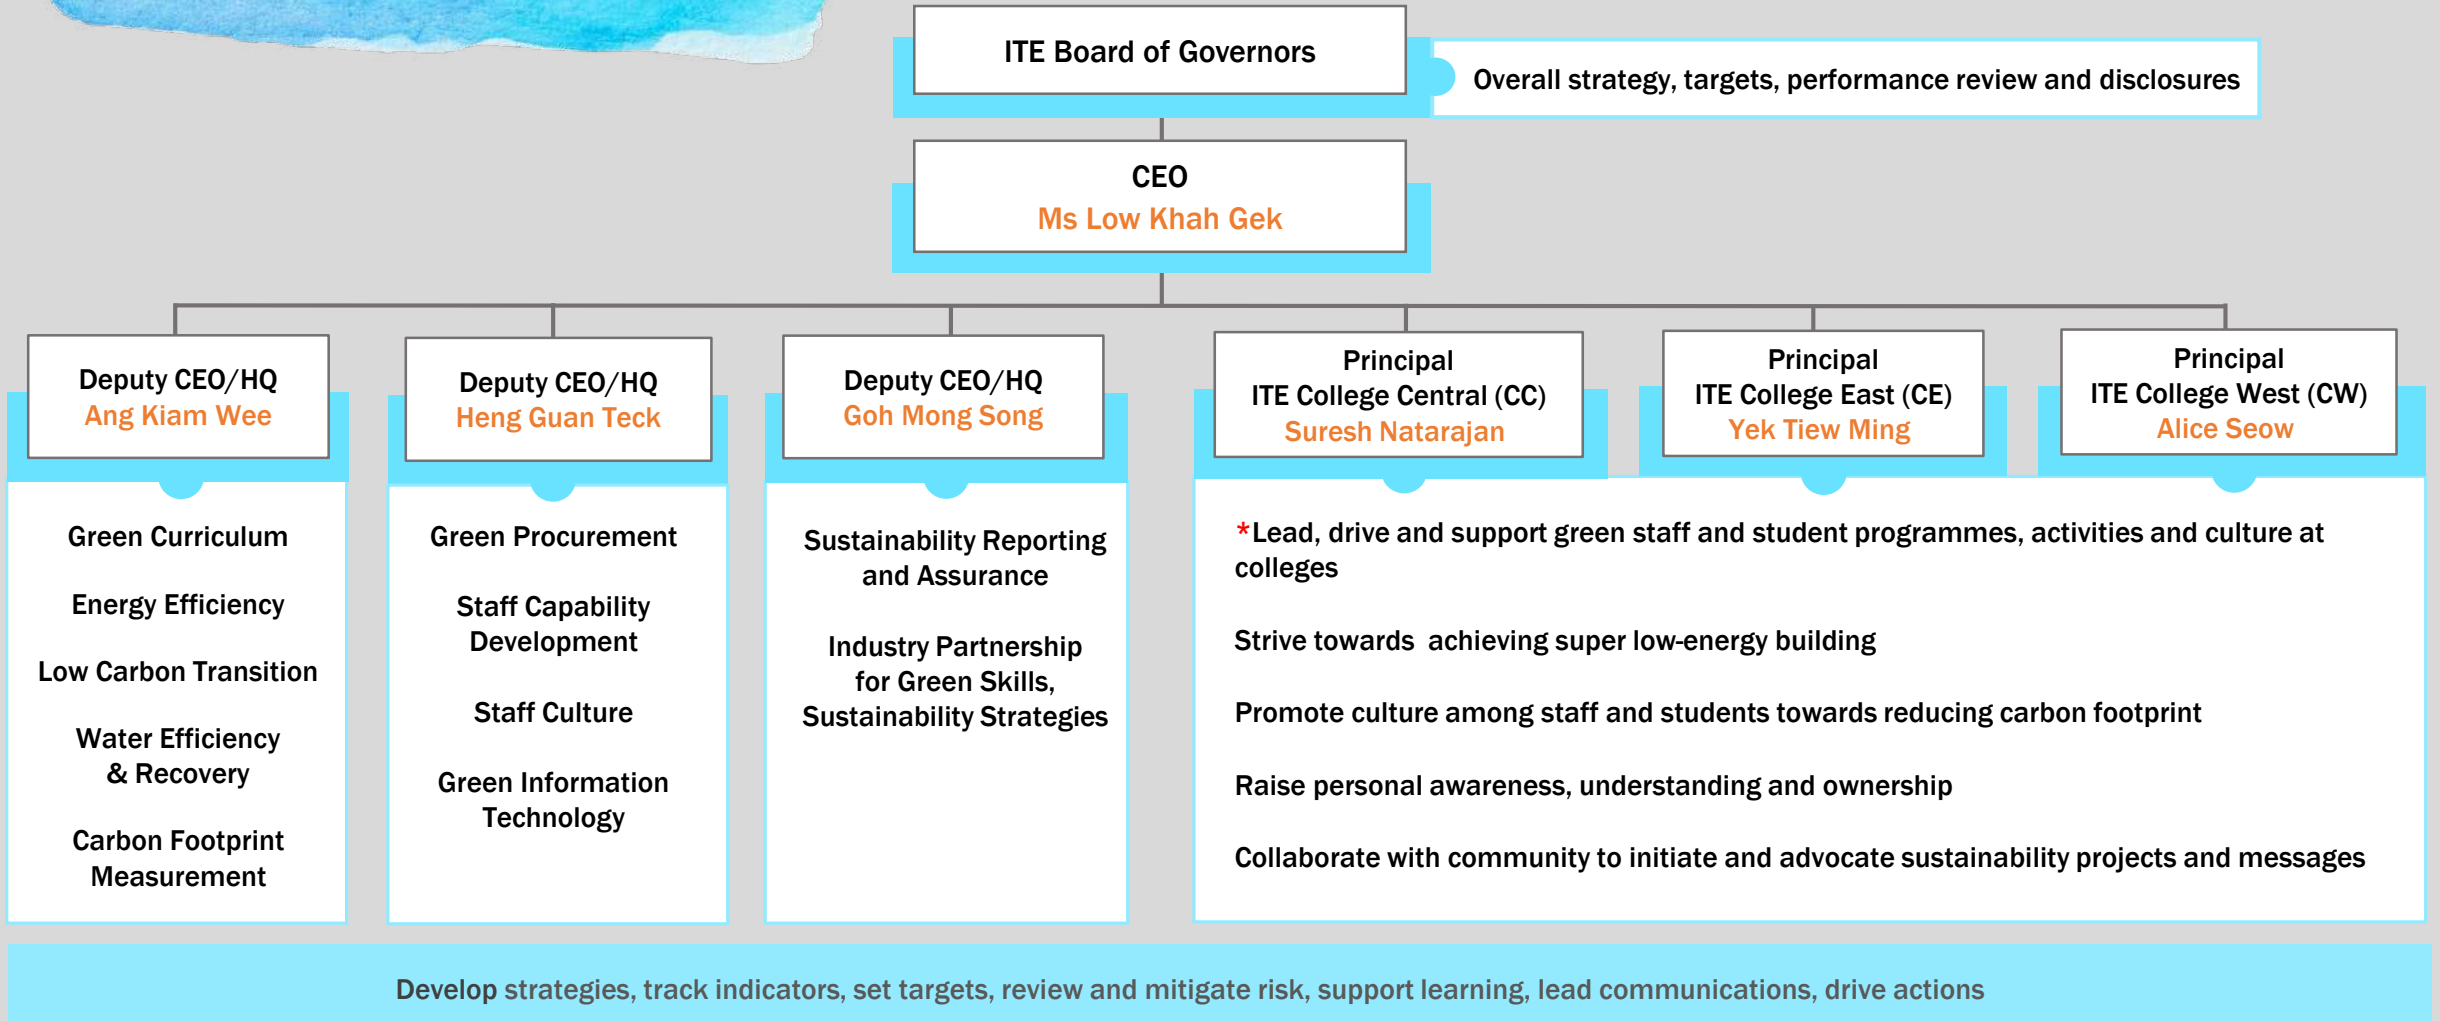 ITE Board of Governors
Overall strategy, targets, performance review and disclosures
CEO
Ms Low Khah Gek
Deputy CEO/HQ
Ang Kiam Wee
Green Curriculum
Energy Efficiency
Low Carbon Transition
Water Efficiency
& Recovery
Carbon Footprint
Measurement
Deputy CEO/HQ
Heng Guan Teck
Green Procurement
Staff Capability
Development
Staff Culture
Green Information
Technology
Deputy CEO/HQ
Goh Mong Song
Sustainability Reporting
and Assurance
Industry Partnership
for Green Skills,
Sustainability Strategies
Principal
ITE College Central (CC)
Suresh Natarajan
Principal
ITE College East (CE)
Yek Tiew Ming
Principal
ITE College West (CW)
Alice Seow
*Lead, drive and support green staff and student programmes, activities and culture at
colleges
Strive towards achieving super low-energy building
Promote culture among staff and students towards reducing carbon footprint
Raise personal awareness, understanding and ownership
Collaborate with community to initiate and advocate sustainability projects and messages
Develop strategies, track indicators, set targets, review and mitigate risk, support learning, lead communications, drive actions